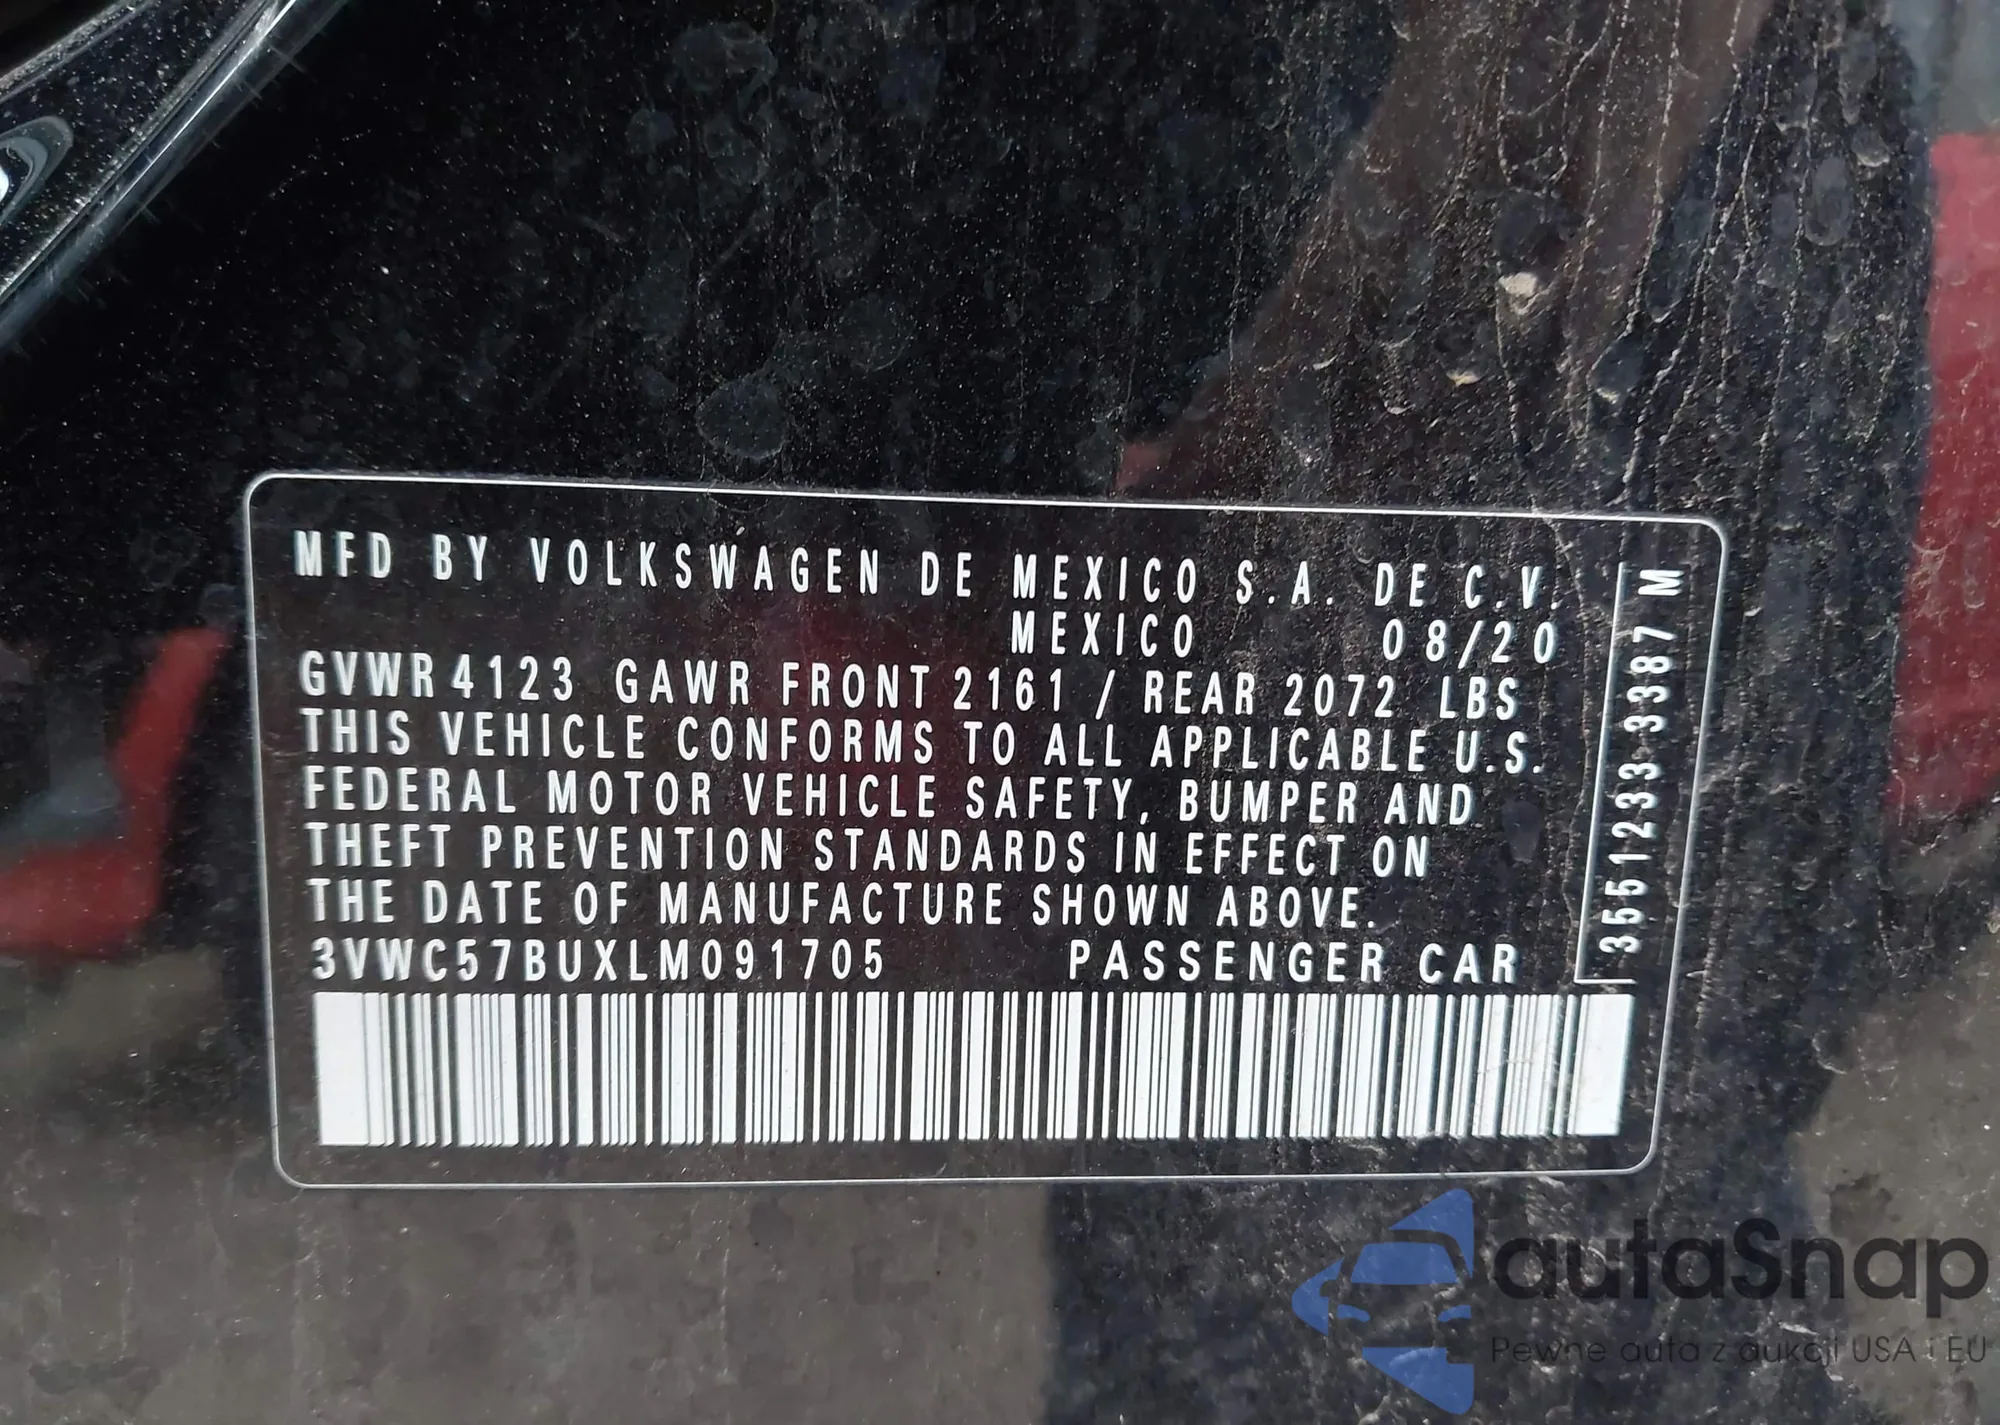 MFD BY VOLKSWAGEN DE MEXICO S.A. DE C.V.
MEXICO 08/20
GVWR 4123 GAWR FRONT 2161 / REAR 2072 LBS
THIS VEHICLE CONFORMS TO ALL APPLICABLE U.S.
FEDERAL MOTOR VEHICLE SAFETY, BUMPER AND
THEFT PREVENTION STANDARDS IN EFFECT ON
THE DATE OF MANUFACTURE SHOWN ABOVE.
3VWC57BUXLM091705 PASSENGER CAR
355123333387 M
autaSnap
Pewne auta z aukcji USA i EU